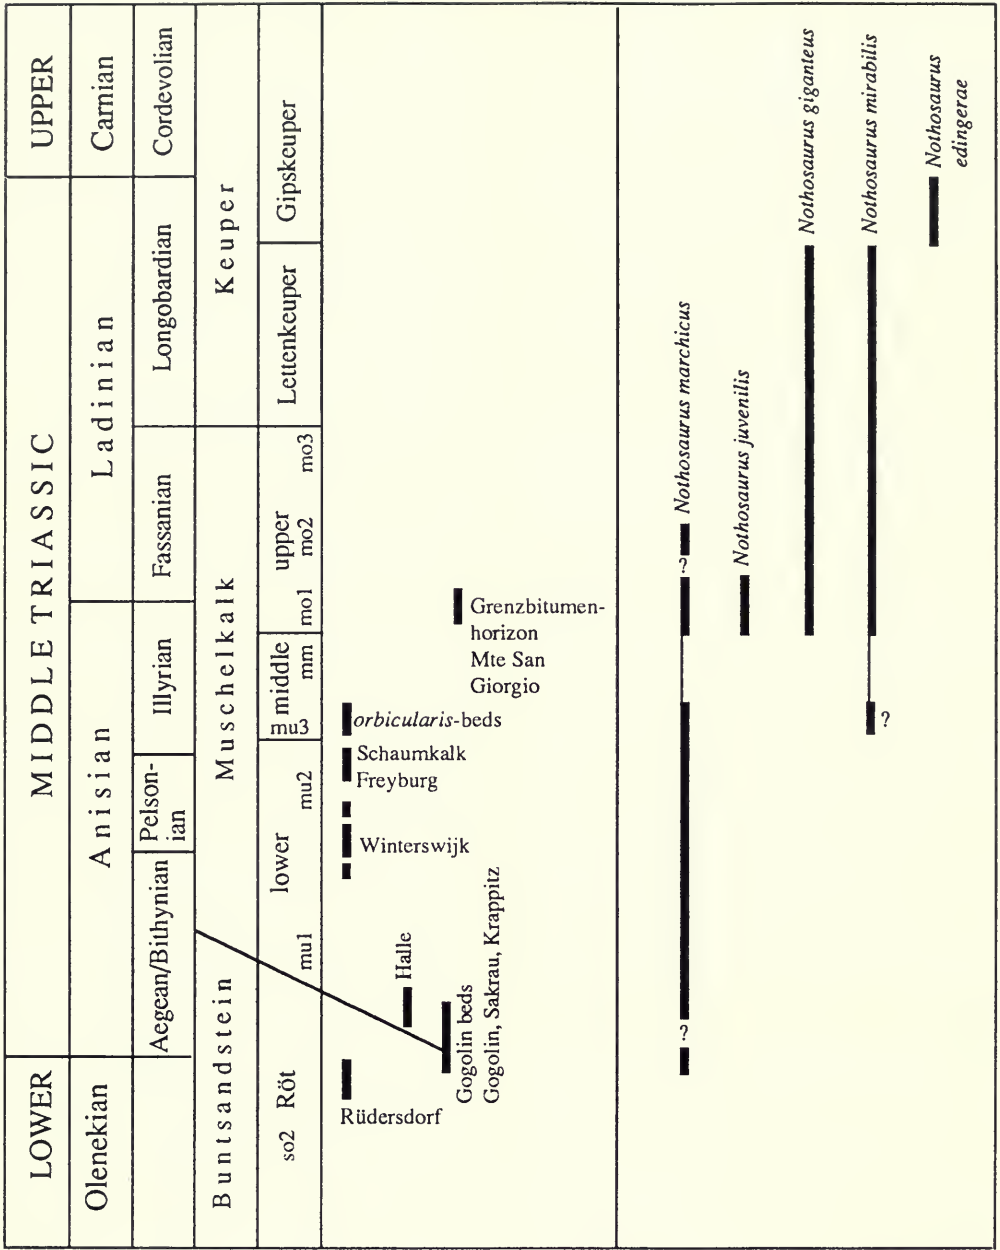 LOWER
MIDDLE TRIASSIC
UPPER
Olenekian
Anisian
Ladinian
Carnian
Aegean/Bithynian
Pelson-
ian
Illyrian
Fassanian
Longobardian
Cordevolian
Buntsandstein
Muschelkalk
Keuper
so2 Röt
mu1
lower
mu2
mu3
middle
mm
mo1
upper
mo2
mo3
Lettenkeuper
Gipskeuper
Rüdersdorf
Gogolin beds
Gogolin, Sakrau, Krappitz
Halle
Winterswijk
Schaumkalk
Freyburg
orbicularis-beds
Grenzbitumen-
horizon
Mte San
Giorgio
?
?
Nothosaurus marchicus
Nothosaurus juvenilis
Nothosaurus giganteus
?
Nothosaurus mirabilis
Nothosaurus
edingerae